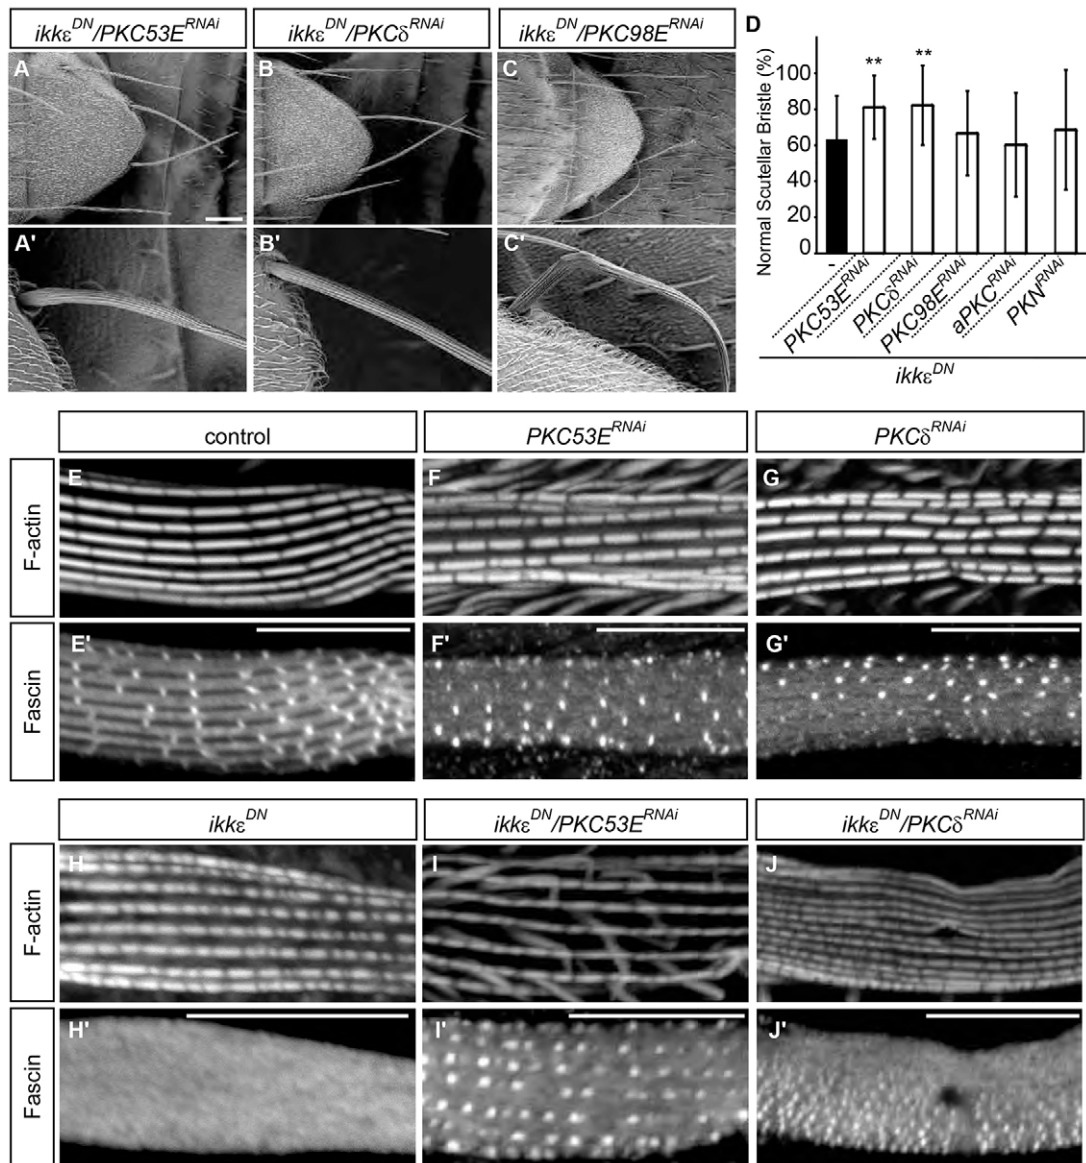 ikkε^DN/PKC53E^RNAi ikkε^DN/PKCδ^RNAi ikkε^DN/PKC98E^RNAi
A B C
A' B' C'
D
Normal Scutellar Bristle (%)
100
80
60
40
20
0
- PKC53E^RNAi PKCδ^RNAi PKC98E^RNAi aPKC^RNAi PKN^RNAi
** **
ikkε^DN
control PKC53E^RNAi PKCδ^RNAi
F-actin
E F G
Fascin
E' F' G'
ikkε^DN ikkε^DN/PKC53E^RNAi ikkε^DN/PKCδ^RNAi
F-actin
H I J
Fascin
H' I' J'